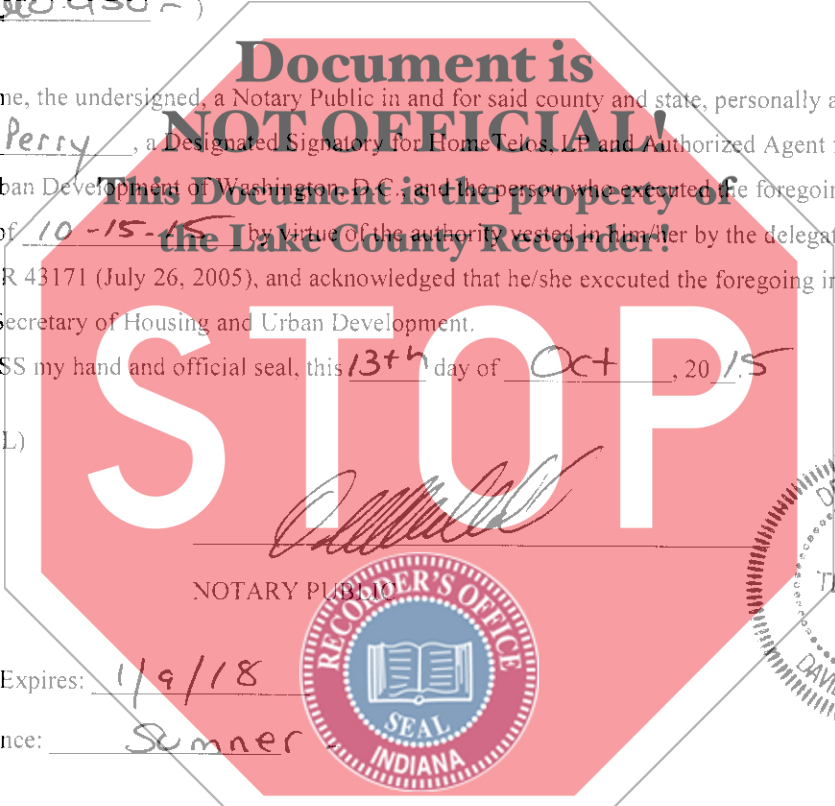 Document is
ne, the undersigned, a Notary Public in and for said county and state, personally a
NOT OFFICIAL!
Perry , a Designated Signatory for HomeTelos, LP and Authorized Agent
This Document is the property of
ban Development of Washington, D.C., and the person who executed the foregoin
the Lake County Recorder!
of 10-15-15 by virtue of the authority vested in him/her by the delegat
R 43171 (July 26, 2005), and acknowledged that he/she executed the foregoing in
Secretary of Housing and Urban Development.
SS my hand and official seal, this 13th day of Oct , 20 15
STOP
L)
NOTARY PUBLIC
RECORDER'S OFFICE
SEAL
INDIANA
Expires: 1/9/18
nce: Sumner